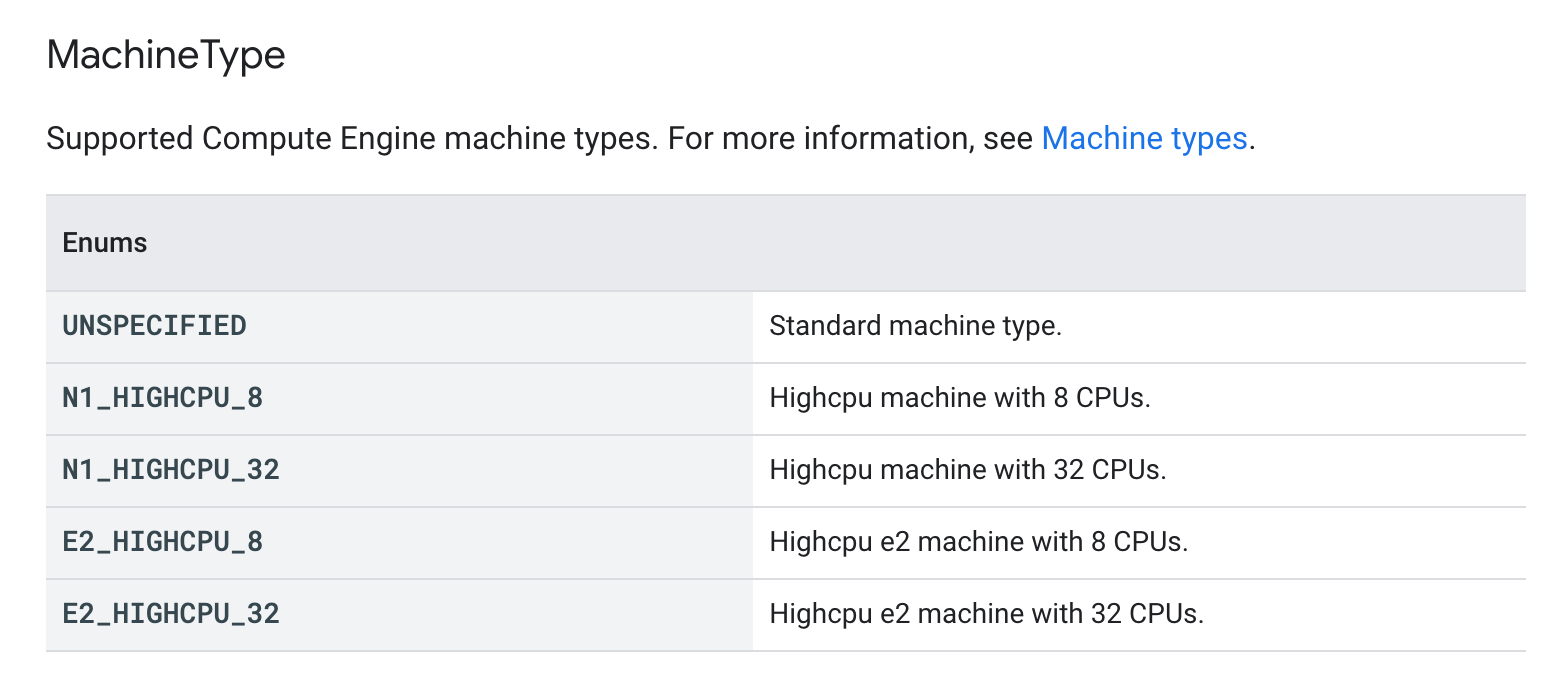 MachineType
Supported Compute Engine machine types. For more information, see Machine types.
Enums
UNSPECIFIED Standard machine type.
N1_HIGHCPU_8 Highcpu machine with 8 CPUs.
N1_HIGHCPU_32 Highcpu machine with 32 CPUs.
E2_HIGHCPU_8 Highcpu e2 machine with 8 CPUs.
E2_HIGHCPU_32 Highcpu e2 machine with 32 CPUs.